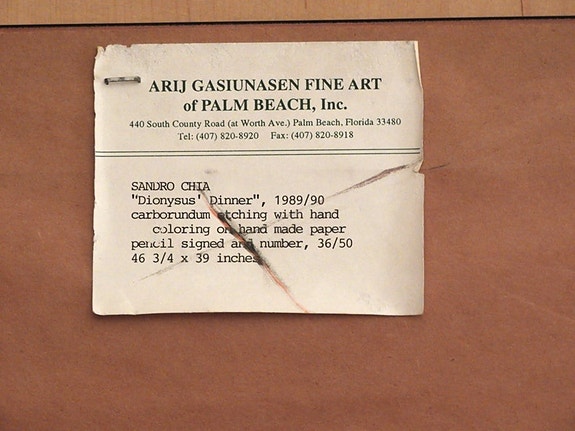 ARIJ GASIUNASEN FINE ART
of PALM BEACH, Inc.
440 South County Road (at Worth Ave.) Palm Beach, Florida 33480
Tel: (407) 820-8920 Fax: (407) 820-8918
SANDRO CHIA
"Dionysus' Dinner", 1989/90
carborundum etching with hand
coloring on hand made paper
pencil signed and number, 36/50
46 3/4 x 39 inches